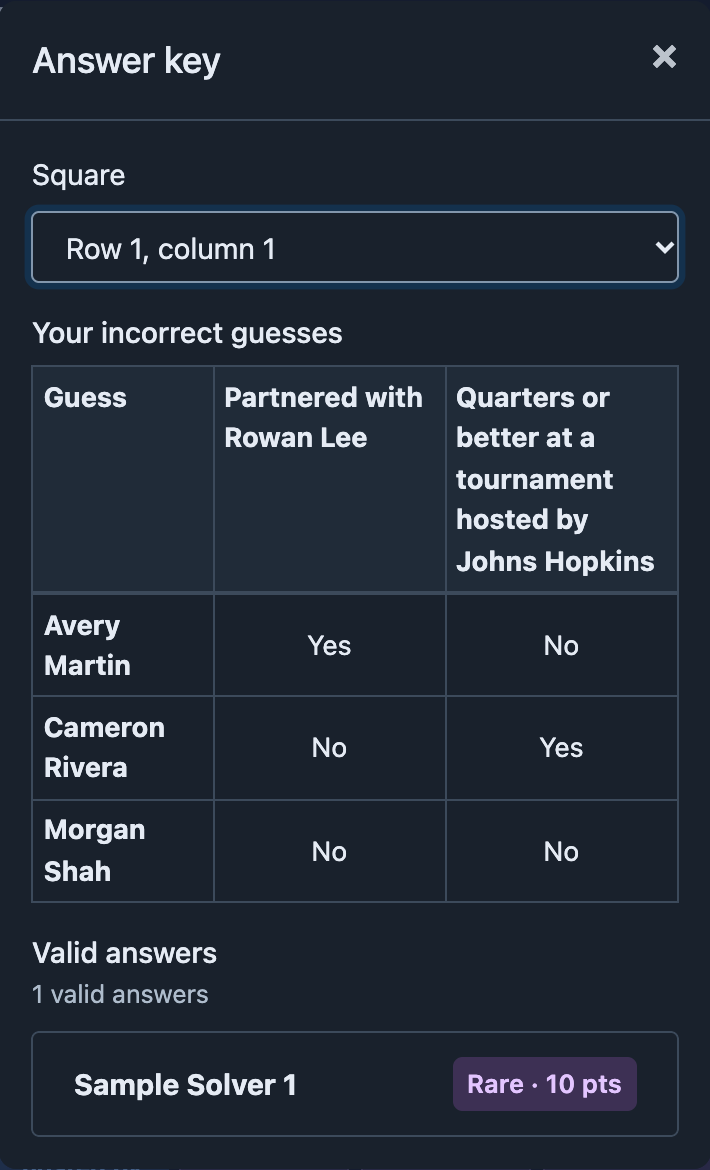 Answer key
Square
Row 1, column 1
Your incorrect guesses
Guess
Partnered with
Rowan Lee
Quarters or
better at a
tournament
hosted by
Johns Hopkins
Avery
Martin
Yes
No
Cameron
Rivera
No
Yes
Morgan
Shah
No
No
Valid answers
1 valid answers
Sample Solver 1
Rare · 10 pts